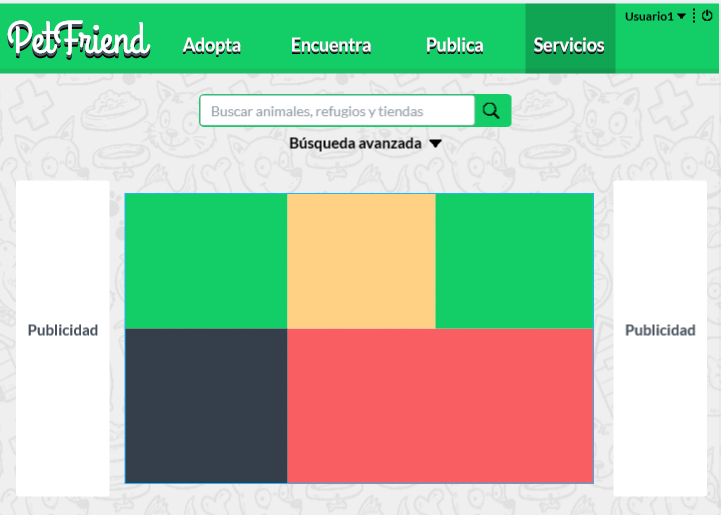 Usuario1
PetFriend Adopta Encuentra Publica Servicios
Buscar animales, refugios y tiendas
Búsqueda avanzada
Publicidad
Publicidad